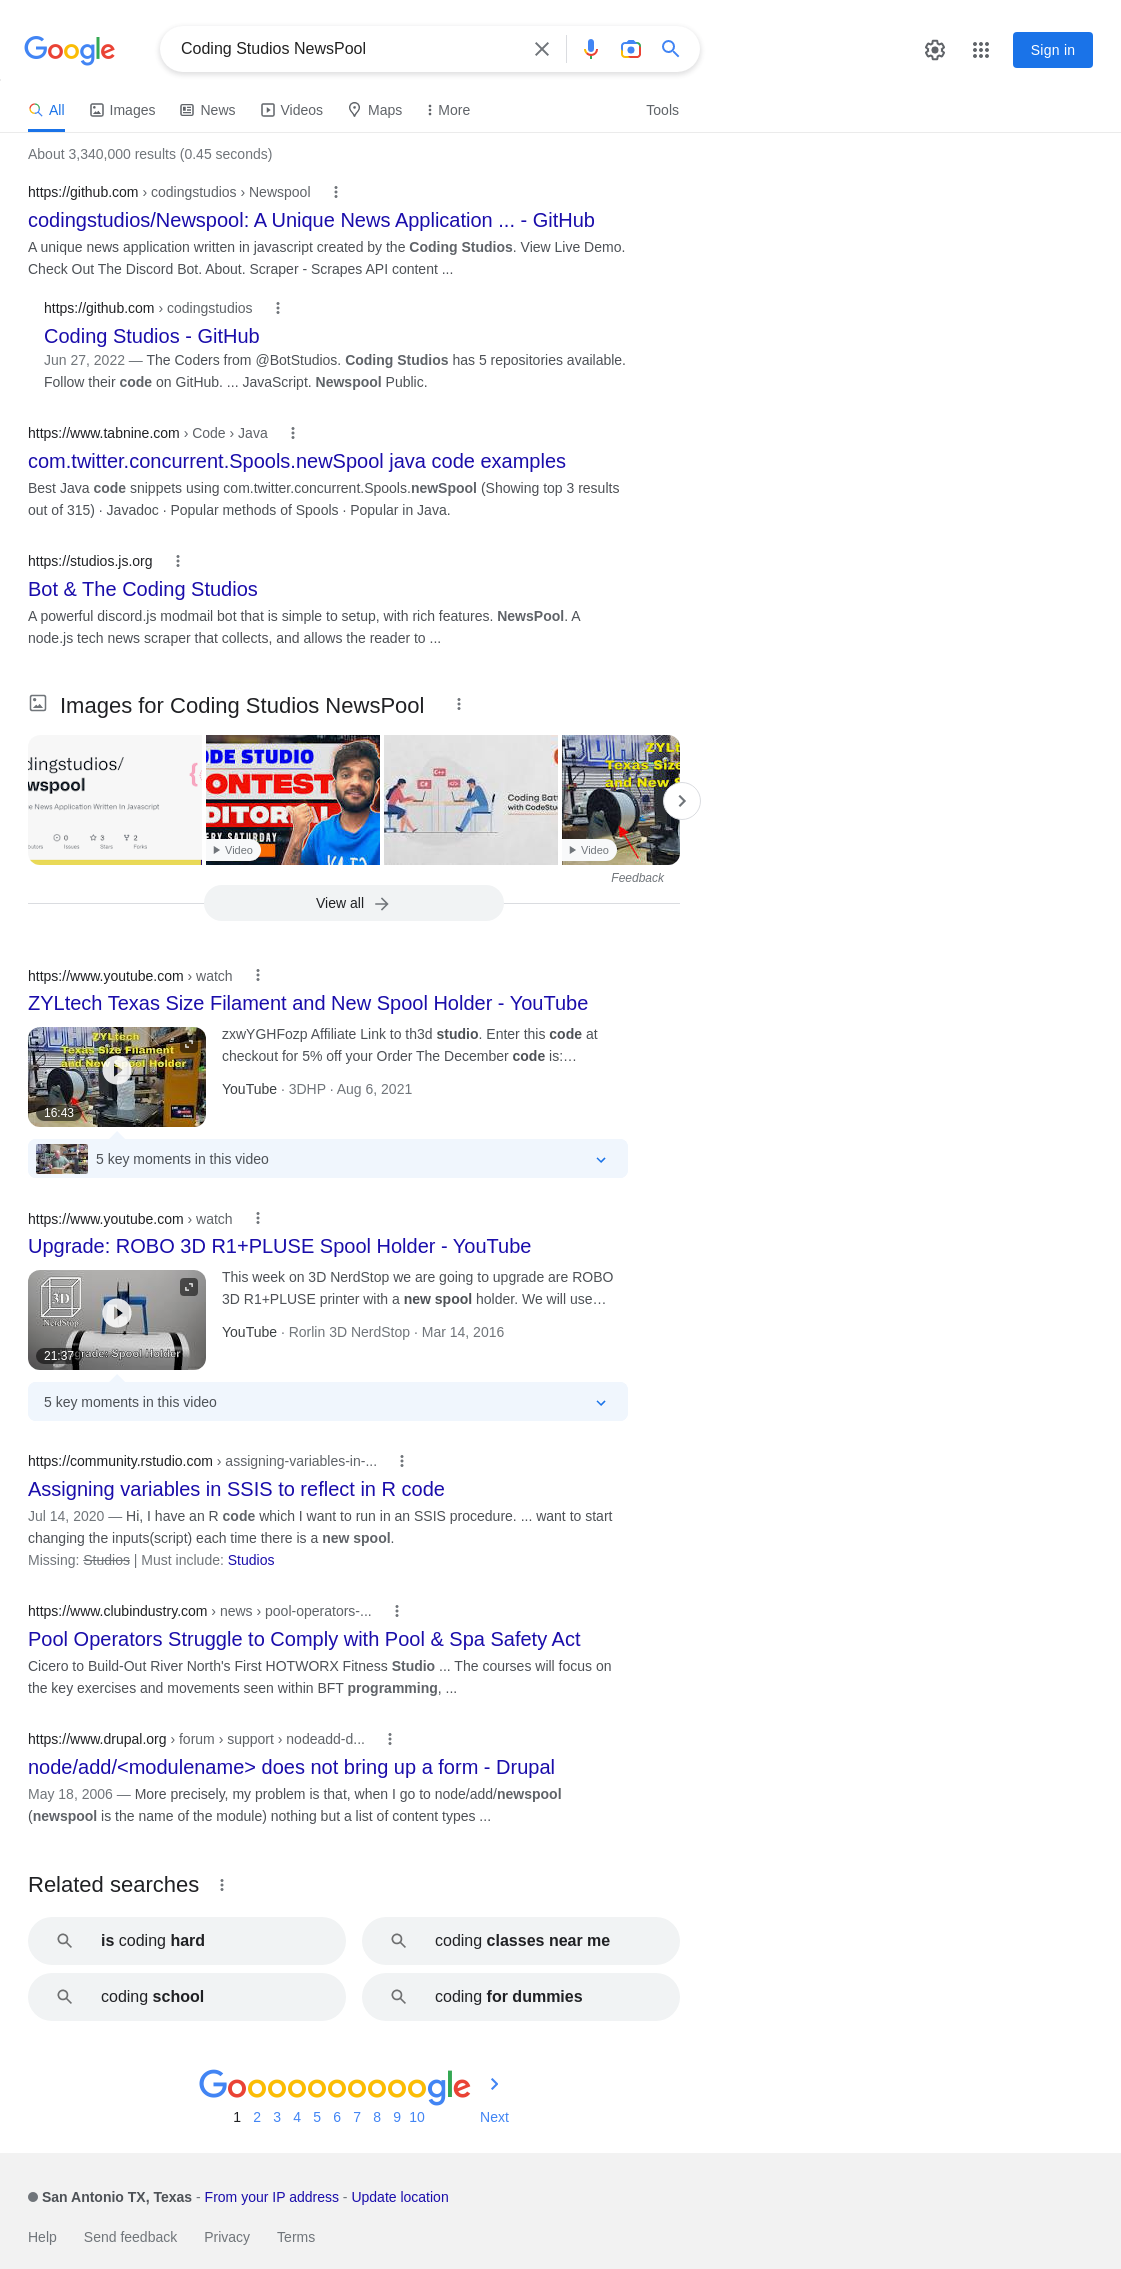 Google
Coding Studios NewsPool
Sign in
All
Images
News
Videos
Maps
More
Tools
About 3,340,000 results (0.45 seconds)
https://github.com › codingstudios › Newspool
codingstudios/Newspool: A Unique News Application ... - GitHub
A unique news application written in javascript created by the Coding Studios. View Live Demo.
Check Out The Discord Bot. About. Scraper - Scrapes API content ...
https://github.com › codingstudios
Coding Studios - GitHub
Jun 27, 2022 — The Coders from @BotStudios. Coding Studios has 5 repositories available.
Follow their code on GitHub. ... JavaScript. Newspool Public.
https://www.tabnine.com › Code › Java
com.twitter.concurrent.Spools.newSpool java code examples
Best Java code snippets using com.twitter.concurrent.Spools.newSpool (Showing top 3 results
out of 315) · Javadoc · Popular methods of Spools · Popular in Java.
https://studios.js.org
Bot & The Coding Studios
A powerful discord.js modmail bot that is simple to setup, with rich features. NewsPool. A
node.js tech news scraper that collects, and allows the reader to ...
Images for Coding Studios NewsPool
dingstudios/
wspool
e News Application Written In Javascript
0 3 2
Issues Stars Forks
ODE STUDIO
ONTEST
DITORIAL
ERY SATURDAY
Video
C++
C#
</>
Coding Batt
with CodeStud
3DHP
ZYLt
Texas Size
and New S
Video
Feedback
View all
https://www.youtube.com › watch
ZYLtech Texas Size Filament and New Spool Holder - YouTube
ZYLtech
Texas Size Filament
and New Spool Holder
16:43
zxwYGHFozp Affiliate Link to th3d studio. Enter this code at
checkout for 5% off your Order The December code is:…
YouTube · 3DHP · Aug 6, 2021
5 key moments in this video
https://www.youtube.com › watch
Upgrade: ROBO 3D R1+PLUSE Spool Holder - YouTube
3D
NerdStop
grade: Spool Holder
21:37
This week on 3D NerdStop we are going to upgrade are ROBO
3D R1+PLUSE printer with a new spool holder. We will use…
YouTube · Rorlin 3D NerdStop · Mar 14, 2016
5 key moments in this video
https://community.rstudio.com › assigning-variables-in-...
Assigning variables in SSIS to reflect in R code
Jul 14, 2020 — Hi, I have an R code which I want to run in an SSIS procedure. ... want to start
changing the inputs(script) each time there is a new spool.
Missing: Studios | Must include: Studios
https://www.clubindustry.com › news › pool-operators-...
Pool Operators Struggle to Comply with Pool & Spa Safety Act
Cicero to Build-Out River North's First HOTWORX Fitness Studio ... The courses will focus on
the key exercises and movements seen within BFT programming, ...
https://www.drupal.org › forum › support › nodeadd-d...
node/add/<modulename> does not bring up a form - Drupal
May 18, 2006 — More precisely, my problem is that, when I go to node/add/newspool
(newspool is the name of the module) nothing but a list of content types ...
Related searches
is coding hard
coding classes near me
coding school
coding for dummies
Goooooooooogle
1 2 3 4 5 6 7 8 9 10 Next
San Antonio TX, Texas - From your IP address - Update location
Help Send feedback Privacy Terms